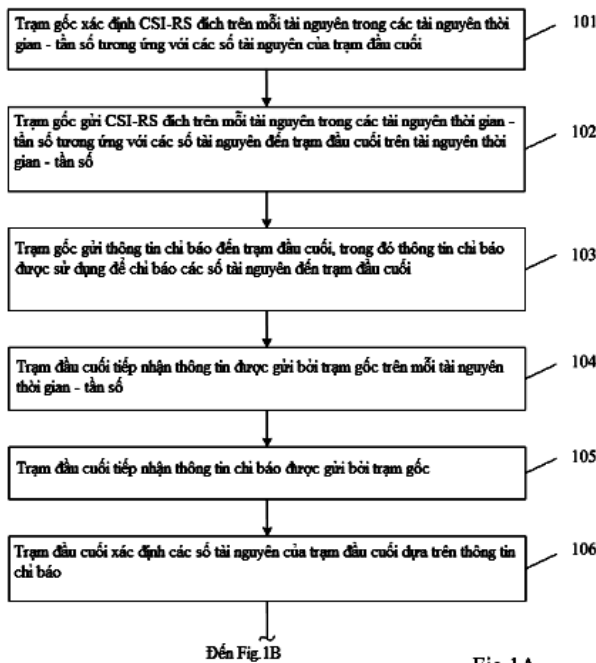 Trạm gốc xác định CSI-RS đích trên mỗi tài nguyên trong các tài nguyên thời
gian - tần số tương ứng với các số tài nguyên của trạm đầu cuối
101
Trạm gốc gửi CSI-RS đích trên mỗi tài nguyên trong các tài nguyên thời gian -
tần số tương ứng với các số tài nguyên đến trạm đầu cuối trên tài nguyên thời
gian - tần số
102
Trạm gốc gửi thông tin chỉ báo đến trạm đầu cuối, trong đó thông tin chỉ báo
được sử dụng để chỉ báo các số tài nguyên đến trạm đầu cuối
103
Trạm đầu cuối tiếp nhận thông tin được gửi bởi trạm gốc trên mỗi tài nguyên
thời gian - tần số
104
Trạm đầu cuối tiếp nhận thông tin chỉ báo được gửi bởi trạm gốc
105
Trạm đầu cuối xác định các số tài nguyên của trạm đầu cuối dựa trên thông tin
chỉ báo
106
Đến Fig.1B
Fig.1A